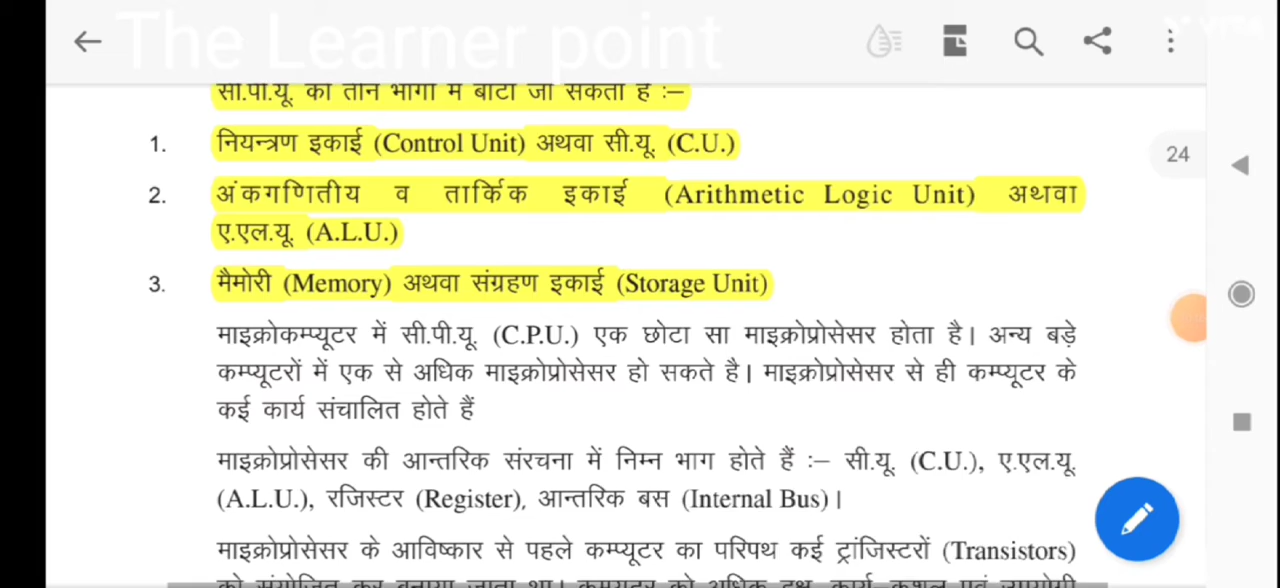 The Learner point
सी.पी.यू. को तीन भागों में बांटा जा सकता है :–
24
1. नियन्त्रण इकाई (Control Unit) अथवा सी.यू. (C.U.)
2. अंकगणितीय व तार्किक इकाई (Arithmetic Logic Unit) अथवा
ए.एल.यू. (A.L.U.)
3. मैमोरी (Memory) अथवा संग्रहण इकाई (Storage Unit)
माइक्रोकम्प्यूटर में सी.पी.यू. (C.P.U.) एक छोटा सा माइक्रोप्रोसेसर होता है। अन्य बड़े
कम्प्यूटरों में एक से अधिक माइक्रोप्रोसेसर हो सकते है। माइक्रोप्रोसेसर से ही कम्प्यूटर के
कई कार्य संचालित होते हैं
माइक्रोप्रोसेसर की आन्तरिक संरचना में निम्न भाग होते हैं :– सी.यू. (C.U.), ए.एल.यू.
(A.L.U.), रजिस्टर (Register), आन्तरिक बस (Internal Bus)।
माइक्रोप्रोसेसर के आविष्कार से पहले कम्प्यूटर का परिपथ कई ट्रांजिस्टरों (Transistors)